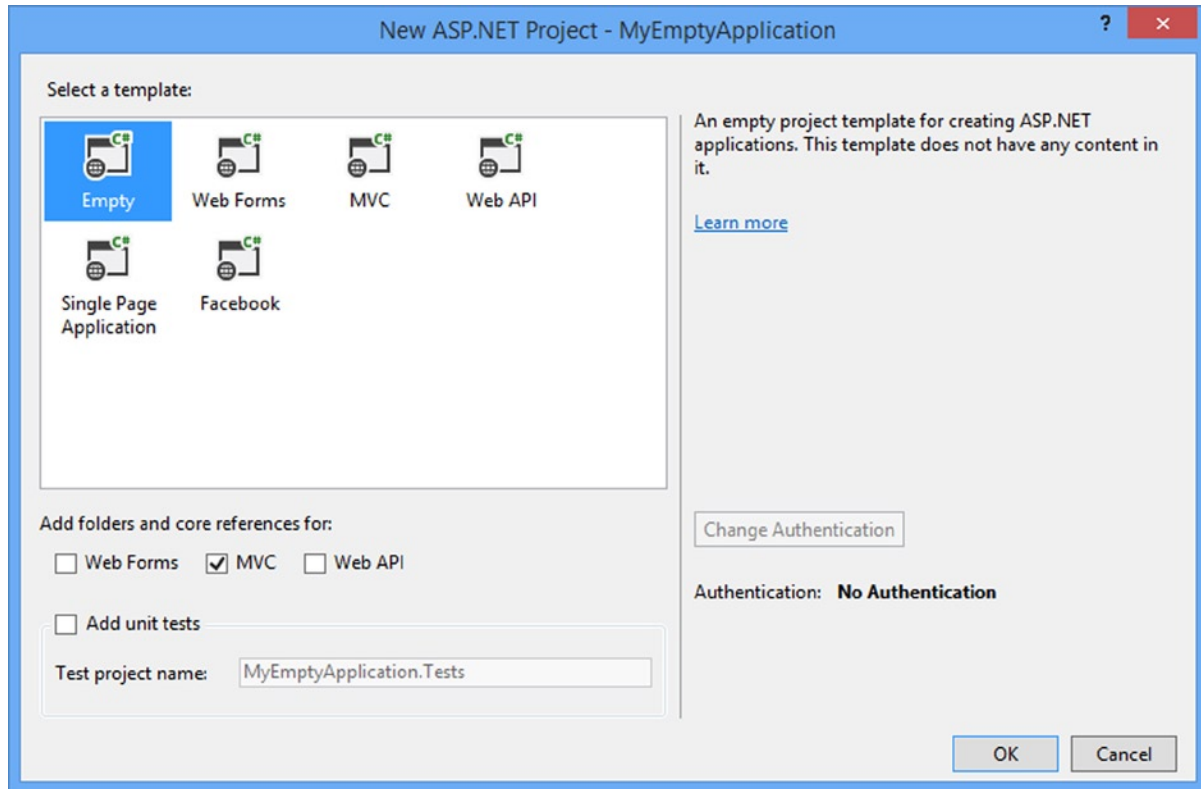 New ASP.NET Project - MyEmptyApplication
?
Select a template:
C# C# C# C#
Empty Web Forms MVC Web API
C# C#
Single Page
Application
Facebook
An empty project template for creating ASP.NET
applications. This template does not have any content in
it.
Learn more
Add folders and core references for:
Web Forms MVC Web API
Add unit tests
Test project name: MyEmptyApplication.Tests
Change Authentication
Authentication: No Authentication
OK Cancel